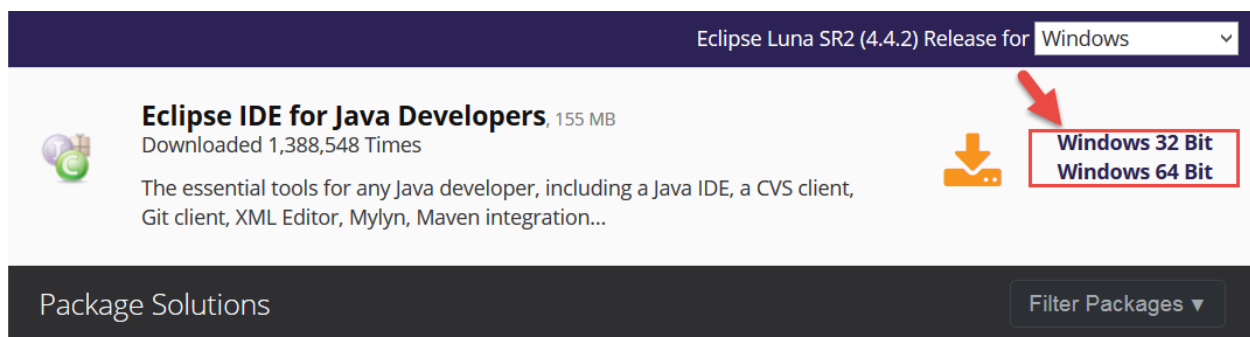 Eclipse Luna SR2 (4.4.2) Release for Windows
Eclipse IDE for Java Developers, 155 MB
Downloaded 1,388,548 Times
The essential tools for any Java developer, including a Java IDE, a CVS client,
Git client, XML Editor, Mylyn, Maven integration...
Windows 32 Bit
Windows 64 Bit
Package Solutions
Filter Packages ▼